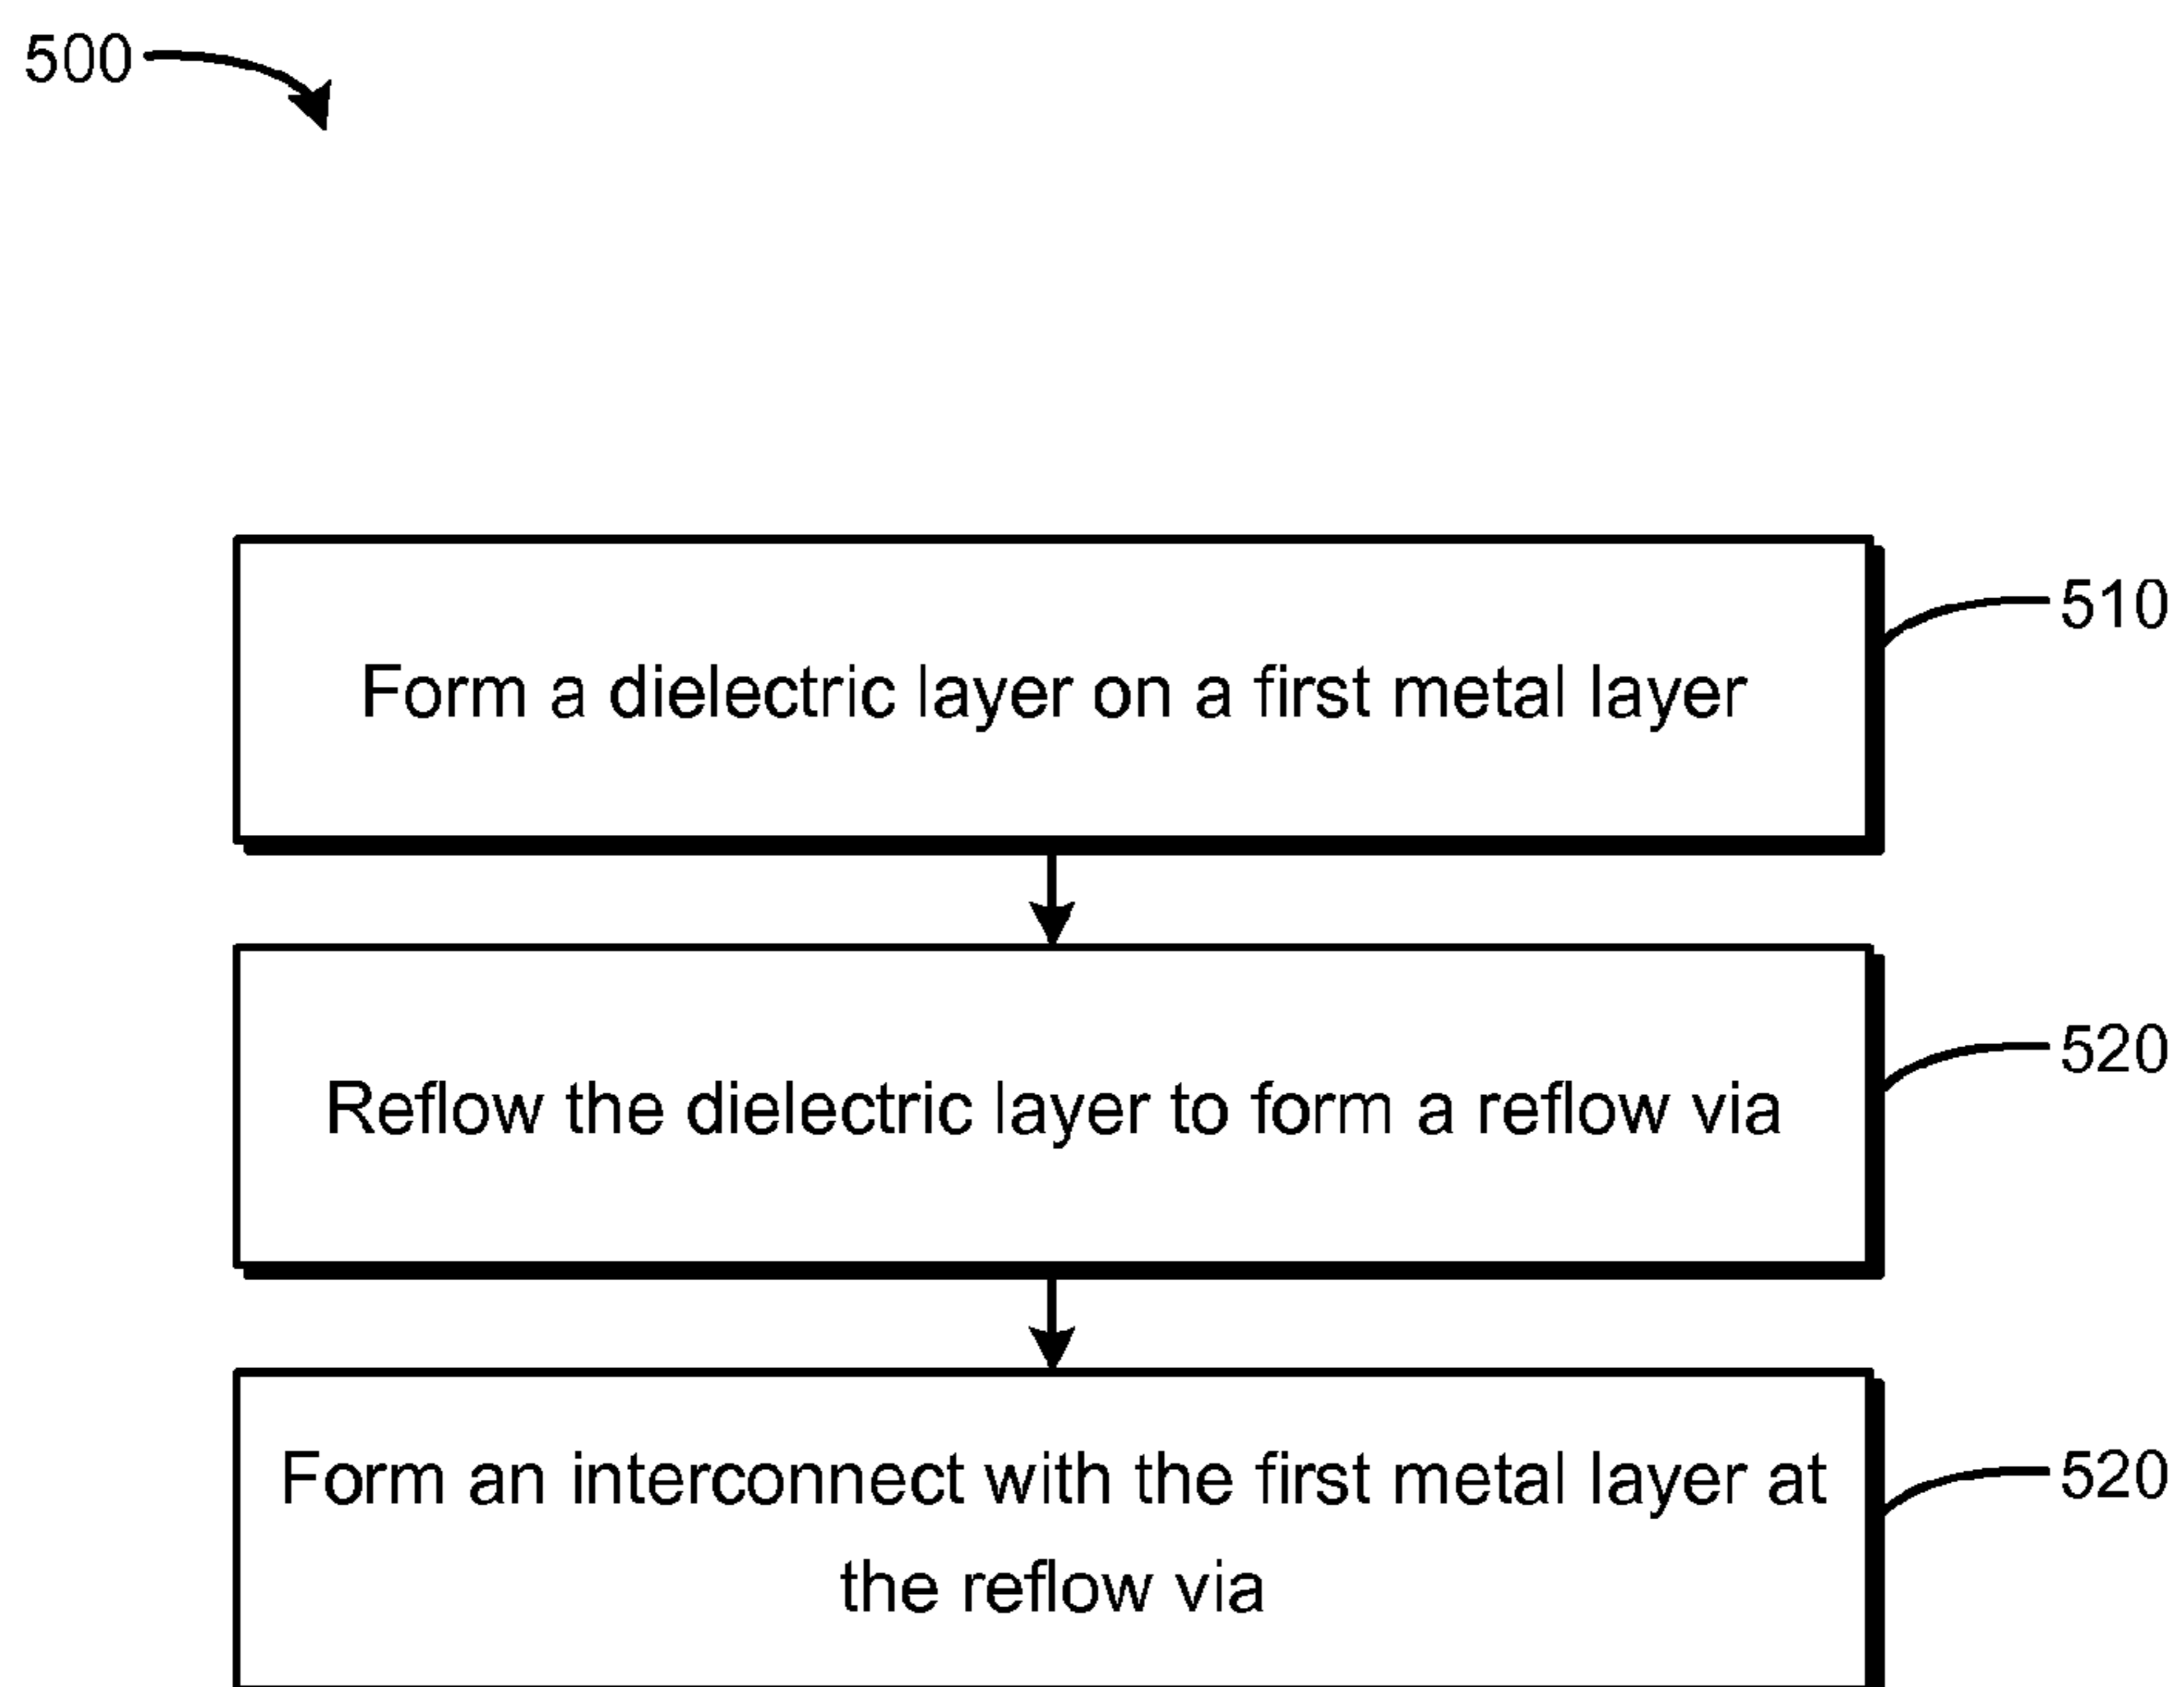 500
510
Form a dielectric layer on a first metal layer
520
Reflow the dielectric layer to form a reflow via
520
Form an interconnect with the first metal layer at
the reflow via